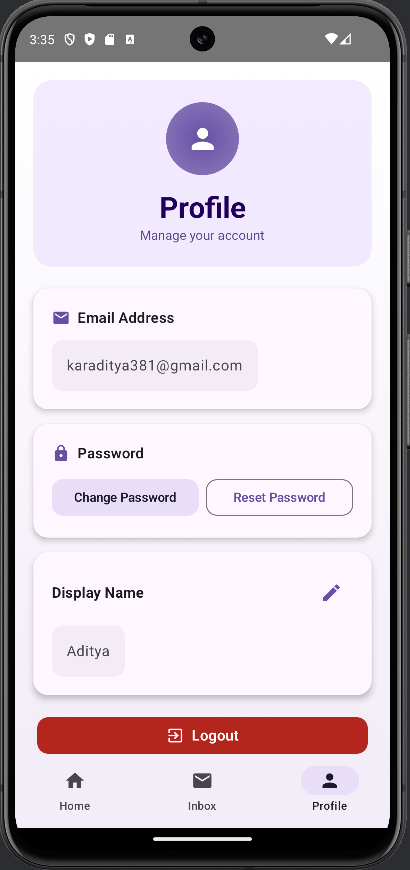 3:35
Profile
Manage your account
Email Address
karaditya381@gmail.com
Password
Change Password
Reset Password
Display Name
Aditya
Logout
Home
Inbox
Profile